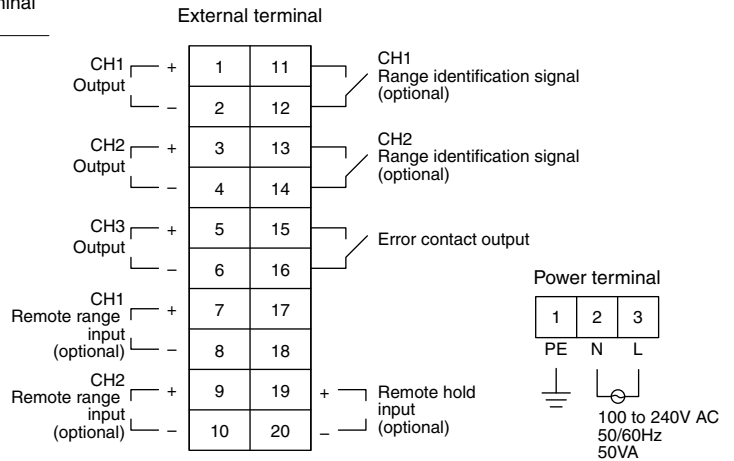 minal
External terminal
CH1
Output
+
–
1
11
2
12
CH1
Range identification signal
(optional)
CH2
Output
+
–
3
13
4
14
CH2
Range identification signal
(optional)
CH3
Output
+
–
5
15
6
16
Error contact output
CH1
Remote range
input
(optional)
+
–
7
17
8
18
CH2
Remote range
input
(optional)
+
–
9
19
10
20
+
–
Remote hold
input
(optional)
Power terminal
1
2
3
PE
N
L
100 to 240V AC
50/60Hz
50VA